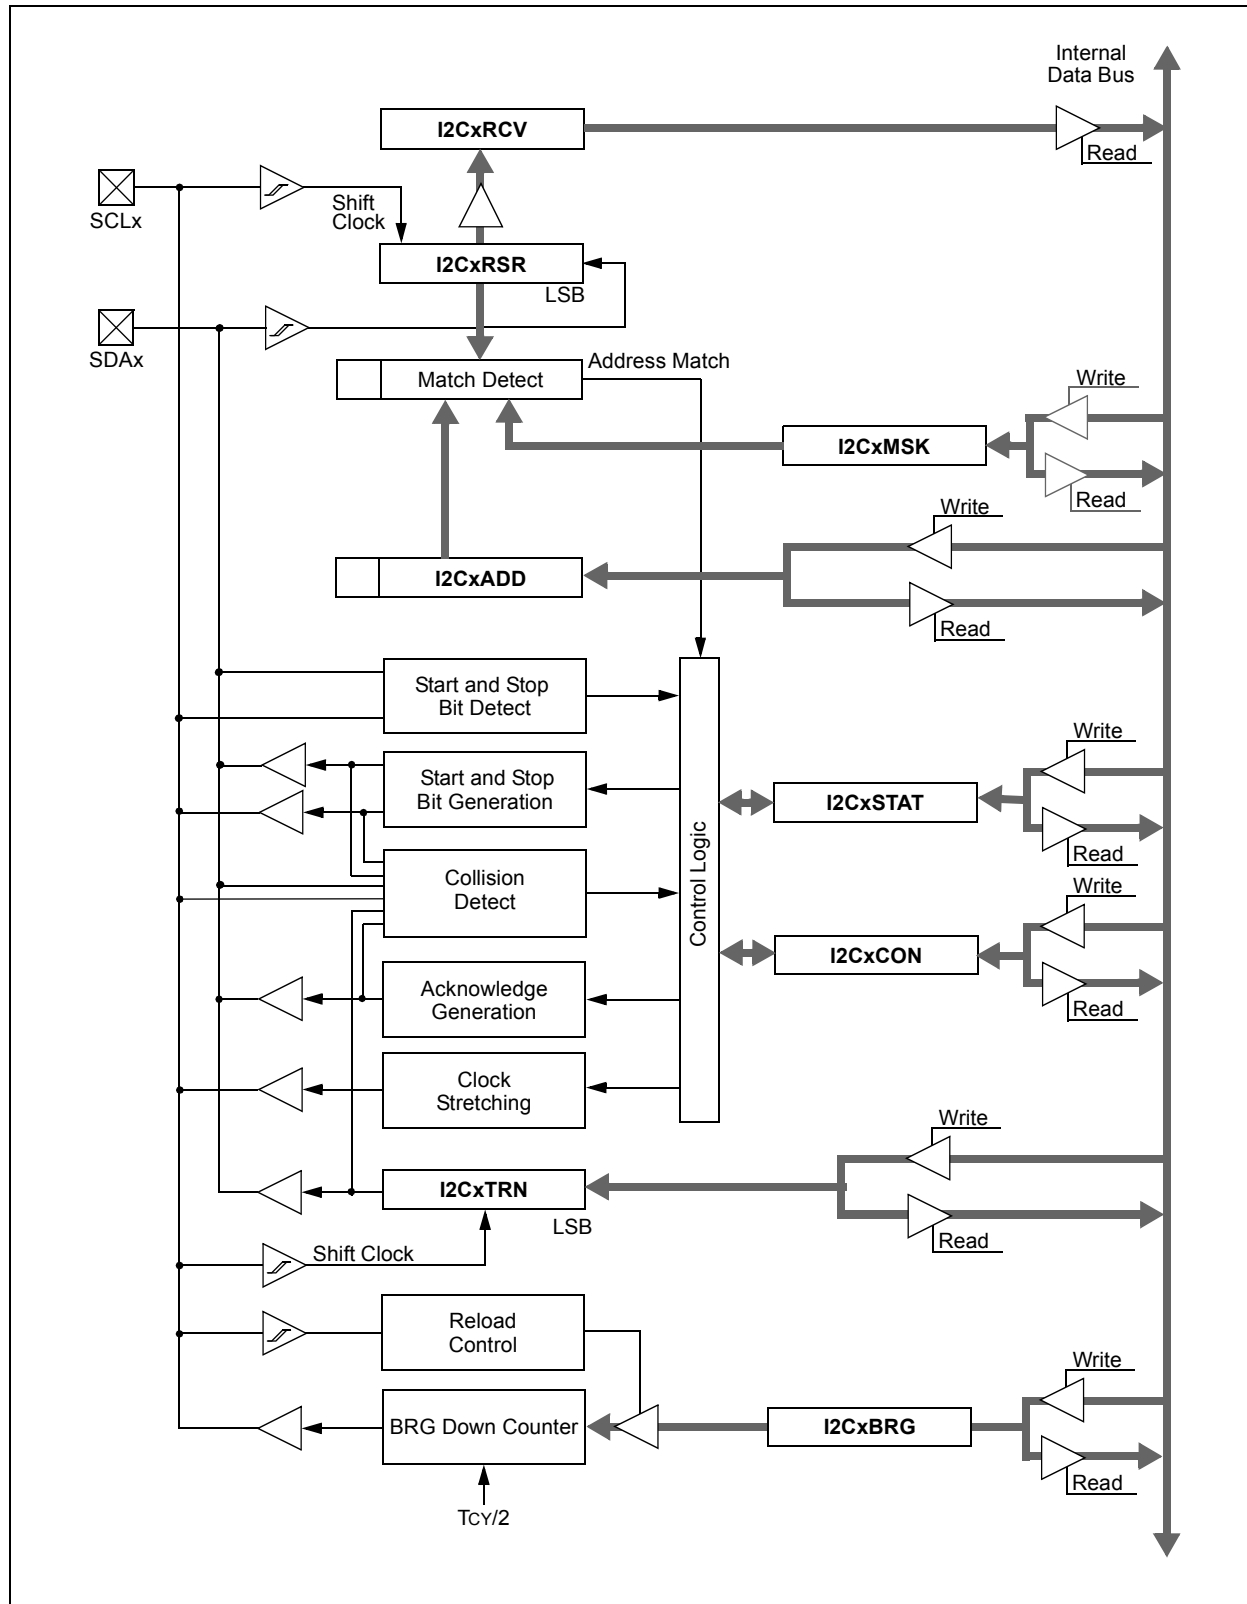 Internal
Data Bus
I2CxRCV
Read
SCLx
Shift
Clock
I2CxRSR
LSB
SDAx
Address Match
Match Detect
Write
I2CxMSK
Read
Write
I2CxADD
Read
Start and Stop
Bit Detect
Write
Start and Stop
Bit Generation
I2CxSTAT
Read
Control Logic
Collision
Detect
Write
I2CxCON
Read
Acknowledge
Generation
Clock
Stretching
Write
I2CxTRN
LSB
Read
Shift Clock
Reload
Control
Write
BRG Down Counter
I2CxBRG
Read
TCY/2